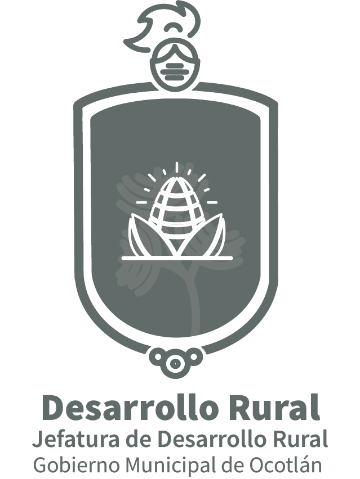 Desarrollo Rural
Jefatura de Desarrollo Rural
Gobierno Municipal de Ocotlán